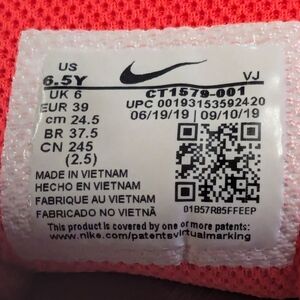 US
6.5Y VJ
UK 6 CT1579-001
EUR 39 UPC 00193153592420
cm 24.5 06/19/19 09/10/19
BR 37.5
CN 245
(2.5)
MADE IN VIETNAM
HECHO EN VIETNAM
FABRIQUE AU VIETNAM
FABRICADO NO VIETNÃ
01B57R85FFEEP
This product is covered by one or more patents:
www.nike.com/patentsvirtualmarking